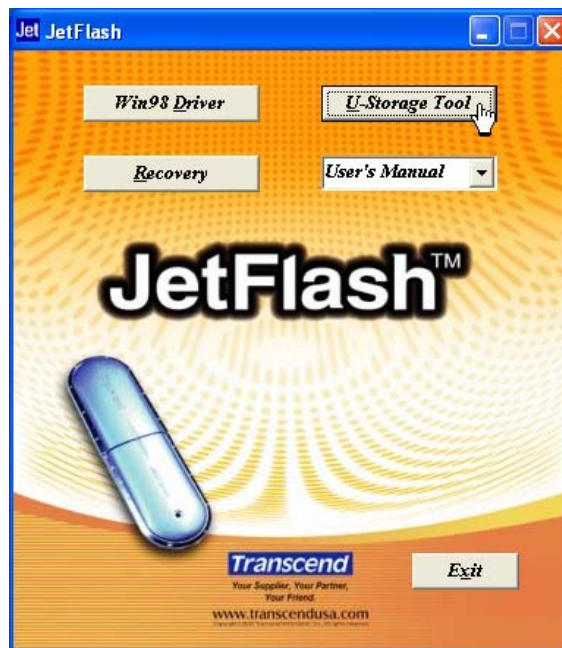 Jet JetFlash
Win98 Driver
U-Storage Tool
Recovery
User's Manual
JetFlash™
Transcend
Your Supplier, Your Partner,
Your Friend.
www.transcendusa.com
Exit